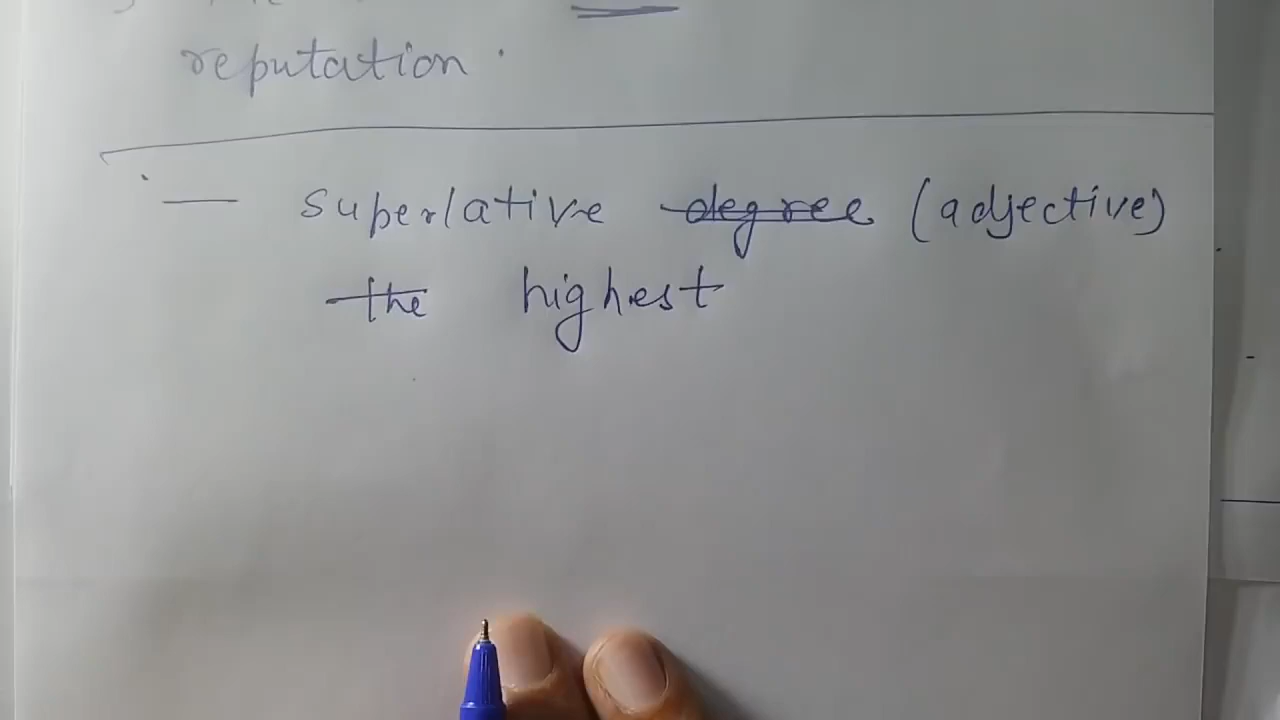 reputation .
— superlative degree (adjective)
the highest